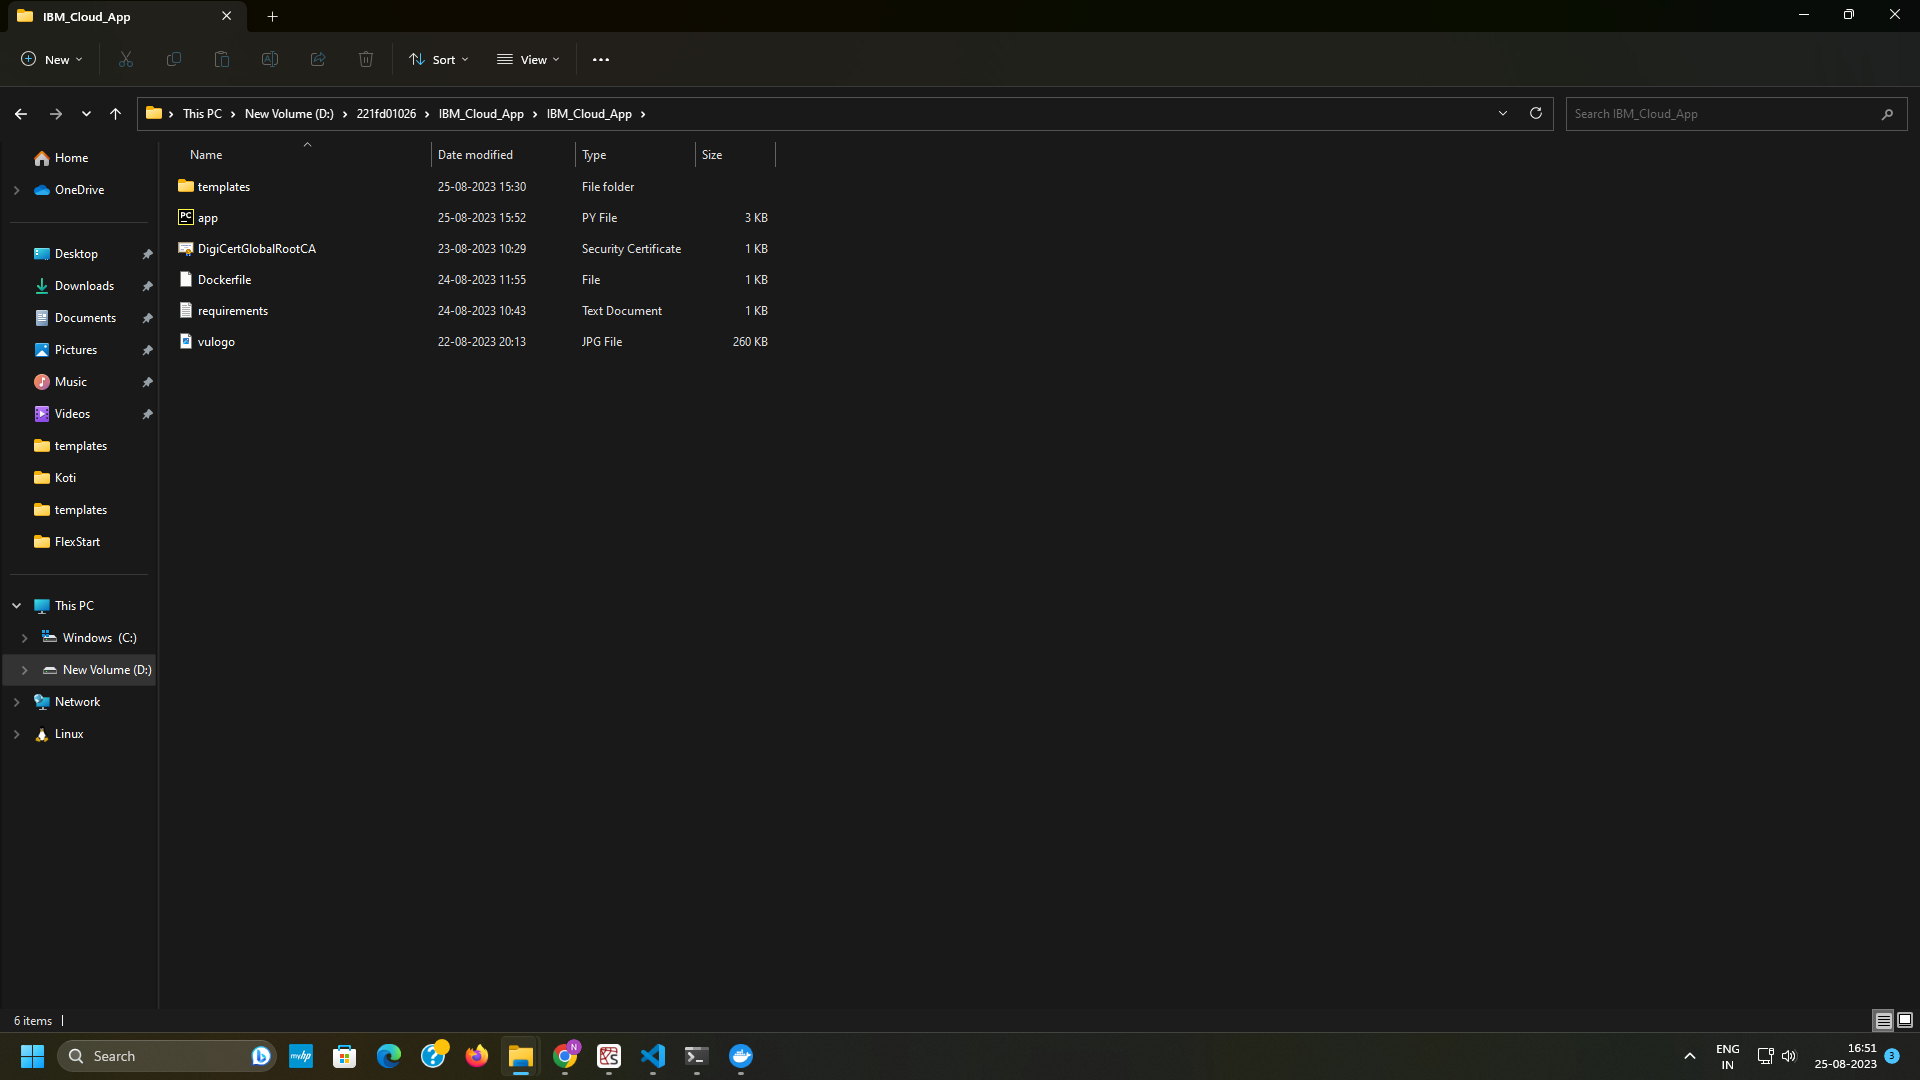 IBM_Cloud_App
New
Sort
View
This PC > New Volume (D:) > 221fd01026 > IBM_Cloud_App > IBM_Cloud_App >
Search IBM_Cloud_App
Name Date modified Type Size
templates 25-08-2023 15:30 File folder
app 25-08-2023 15:52 PY File 3 KB
DigiCertGlobalRootCA 23-08-2023 10:29 Security Certificate 1 KB
Dockerfile 24-08-2023 11:55 File 1 KB
requirements 24-08-2023 10:43 Text Document 1 KB
vulogo 22-08-2023 20:13 JPG File 260 KB
Home
OneDrive
Desktop
Downloads
Documents
Pictures
Music
Videos
templates
Koti
templates
FlexStart
This PC
Windows (C:)
New Volume (D:)
Network
Linux
6 items
Search
myhp
N
ENG
IN
16:51
25-08-2023
3